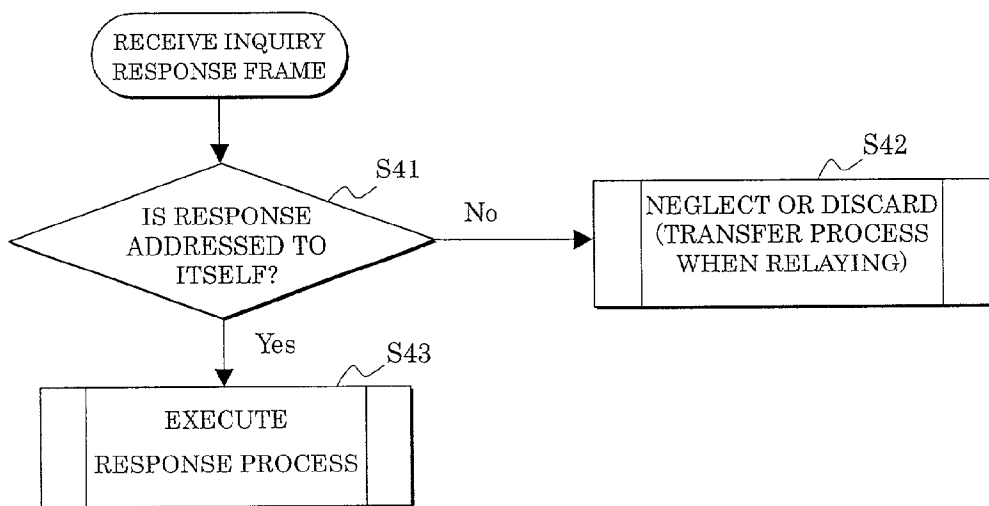 RECEIVE INQUIRY
RESPONSE FRAME
S41
IS RESPONSE
ADDRESSED TO
ITSELF?
No
S42
NEGLECT OR DISCARD
(TRANSFER PROCESS
WHEN RELAYING)
Yes
S43
EXECUTE
RESPONSE PROCESS